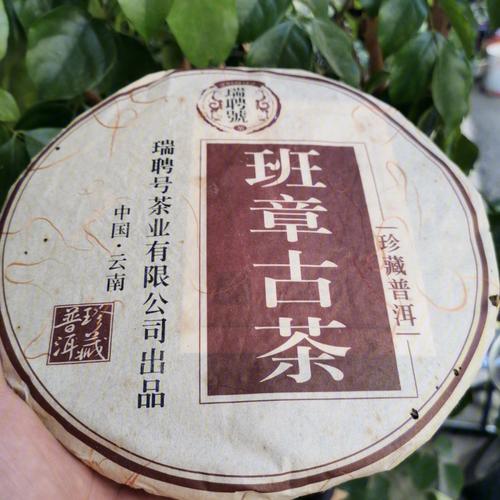 瑞聘號
班章古茶
珍藏普洱
瑞聘号茶业有限公司出品
中国·云南
珍藏
普洱